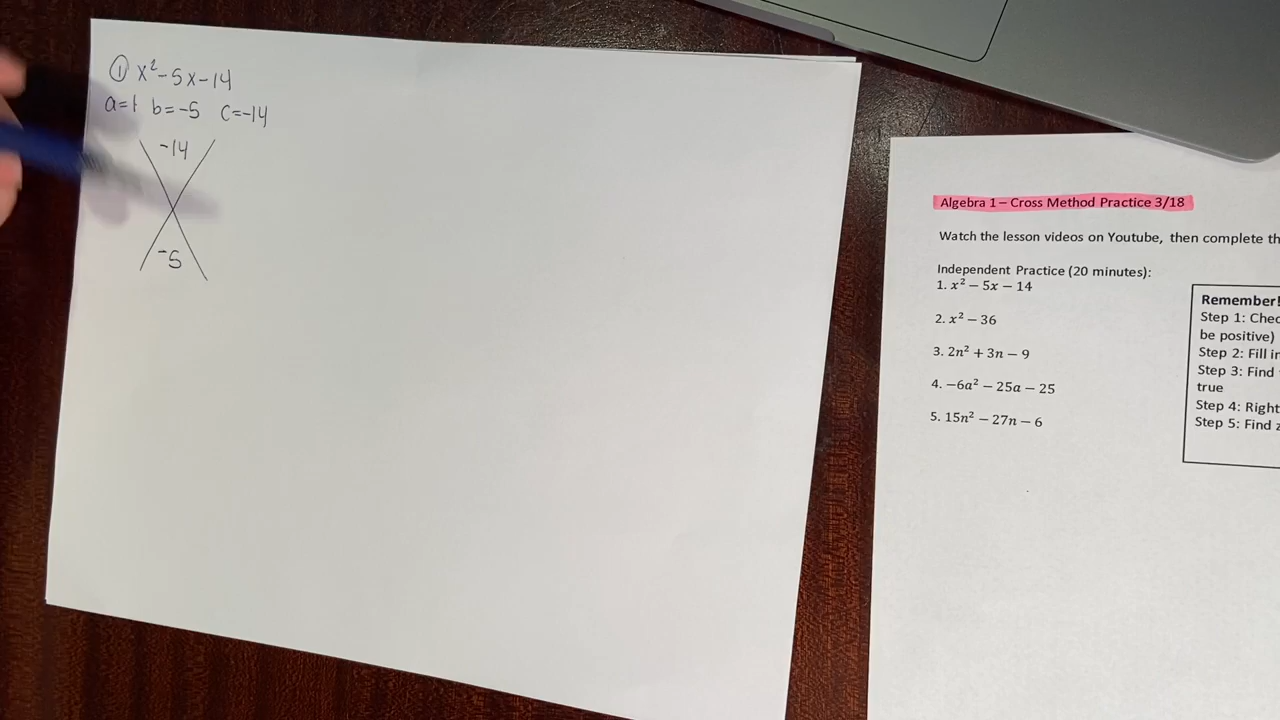 ① x² - 5x - 14
a=1 b=-5 c=-14
-14
-5
Algebra 1 – Cross Method Practice 3/18
Watch the lesson videos on Youtube, then complete th
Independent Practice (20 minutes):
1. x² − 5x − 14
2. x² − 36
3. 2n² + 3n − 9
4. −6a² − 25a − 25
5. 15n² − 27n − 6
Remember!
Step 1: Chec
be positive)
Step 2: Fill in
Step 3: Find
true
Step 4: Right
Step 5: Find z